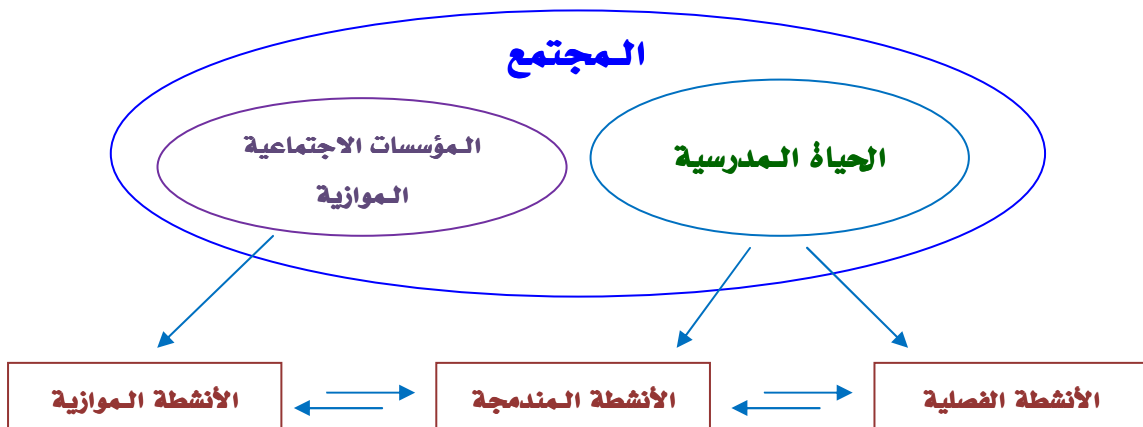 المجتمع
الحياة المدرسية
المؤسسات الاجتماعية
الموازية
الأنشطة الفصلية
الأنشطة المندمجة
الأنشطة الموازية